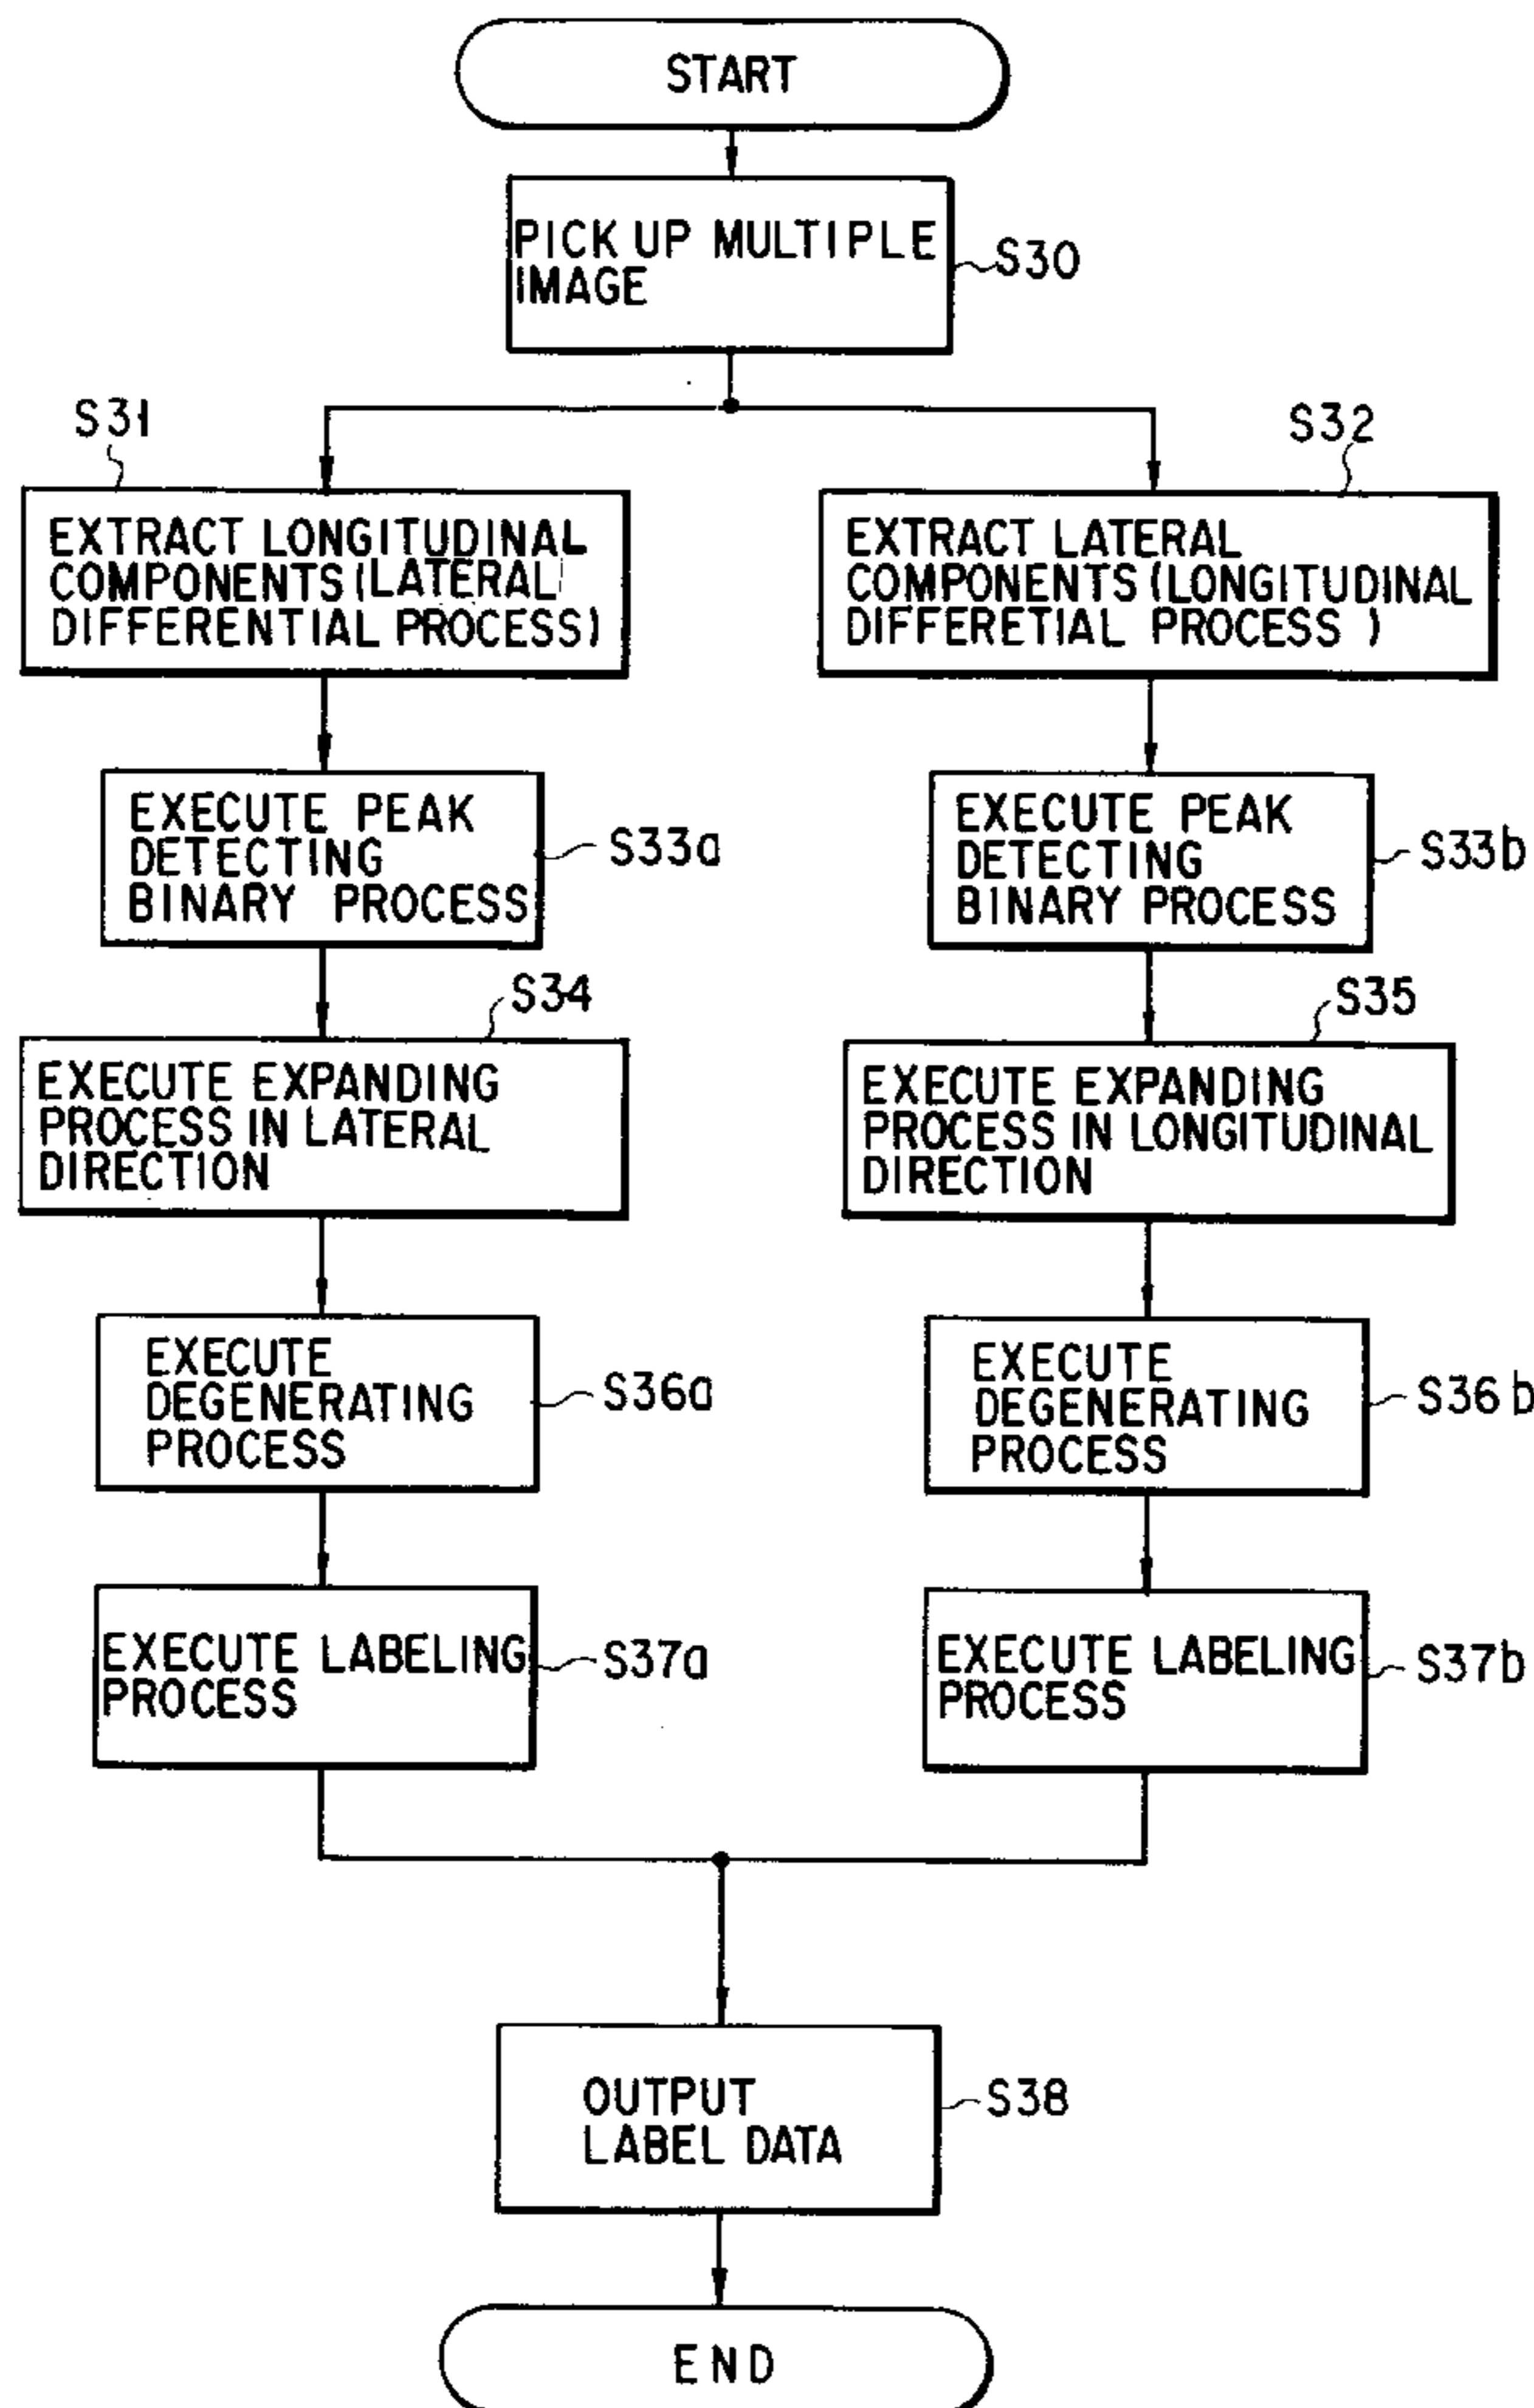 START
PICK UP MULTIPLE
IMAGE
S30
S31
EXTRACT LONGITUDINAL
COMPONENTS (LATERAL
DIFFERENTIAL PROCESS)
S32
EXTRACT LATERAL
COMPONENTS (LONGITUDINAL
DIFFERETIAL PROCESS )
EXECUTE PEAK
DETECTING
BINARY PROCESS
S33a
EXECUTE PEAK
DETECTING
BINARY PROCESS
S33b
S34
EXECUTE EXPANDING
PROCESS IN LATERAL
DIRECTION
S35
EXECUTE EXPANDING
PROCESS IN LONGITUDINAL
DIRECTION
EXECUTE
DEGENERATING
PROCESS
S36a
EXECUTE
DEGENERATING
PROCESS
S36b
EXECUTE LABELING
PROCESS
S37a
EXECUTE LABELING
PROCESS
S37b
OUTPUT
LABEL DATA
S38
END